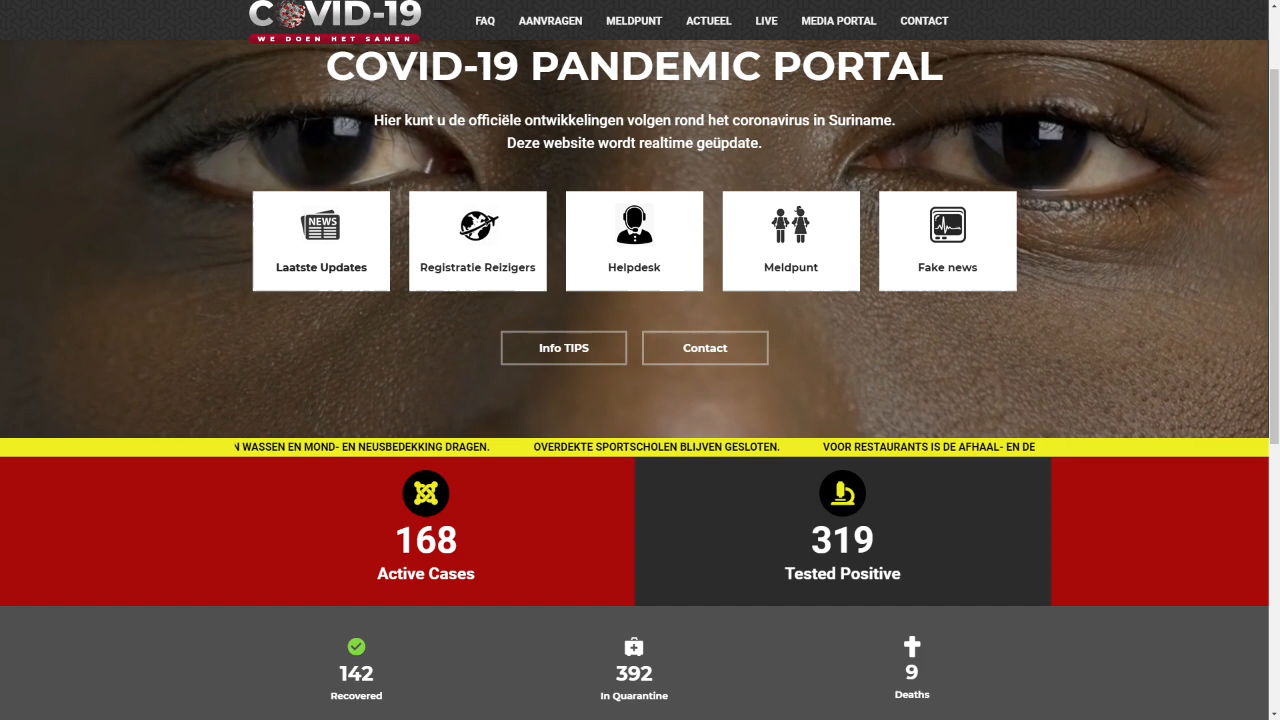 COVID-19
WE DOEN HET SAMEN
FAQ AANVRAGEN MELDPUNT ACTUEEL LIVE MEDIA PORTAL CONTACT
COVID-19 PANDEMIC PORTAL
Hier kunt u de officiële ontwikkelingen volgen rond het coronavirus in Suriname.
Deze website wordt realtime geüpdate.
NEWS
Laatste Updates
Registratie Reizigers
Helpdesk
Meldpunt
Fake news
Info TIPS
Contact
N WASSEN EN MOND- EN NEUSBEDEKKING DRAGEN. OVERDEKTE SPORTSCHOLEN BLIJVEN GESLOTEN. VOOR RESTAURANTS IS DE AFHAAL- EN DE
168
Active Cases
319
Tested Positive
142
Recovered
392
In Quarantine
9
Deaths